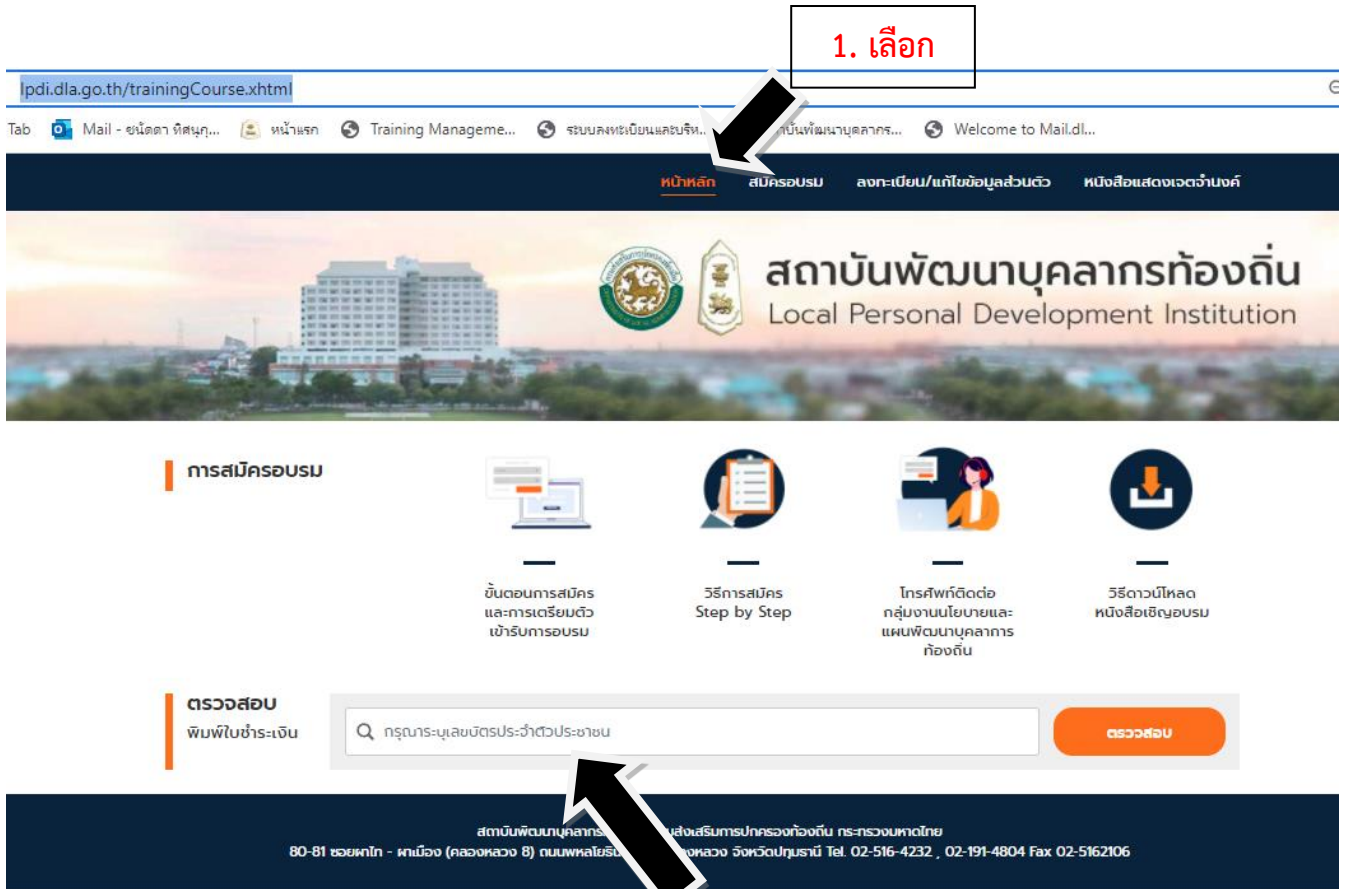 1. เลือก
lpdi.dla.go.th/trainingCourse.xhtml
Tab Mail - ชนัดดา พิศนุก... หน้าแรก Training Manageme... ระบบลงทะเบียนและบริห... Welcome to Mail.dl...
หน้าหลัก สมัครอบรม ลงทะเบียน/แก้ไขข้อมูลส่วนตัว หนังสือแสดงเจตจำนงค์
สถาบันพัฒนาบุคลากรท้องถิ่น
Local Personal Development Institution
การสมัครอบรม
ขั้นตอนการสมัคร
และการเตรียมตัว
เข้ารับการอบรม
วิธีการสมัคร
Step by Step
โทรศัพท์ติดต่อ
กลุ่มงานนโยบายและ
แผนพัฒนาบุคลาการ
ท้องถิ่น
วิธีดาวน์โหลด
หนังสือเชิญอบรม
ตรวจสอบ
พิมพ์ใบชำระเงิน
กรุณาระบุเลขบัตรประจำตัวประชาชน
ตรวจสอบ
สถาบันพัฒนาบุคลากร ส่งเสริมการปกครองท้องถิ่น กระทรวงมหาดไทย
80-81 ซอยผาไท - ผาเมือง (คลองหลวง 8) ถนนพหลโยธิน จังหวัดปทุมธานี Tel. 02-516-4232 , 02-191-4804 Fax 02-5162106